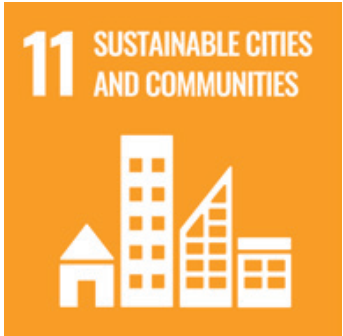 11 SUSTAINABLE CITIES
AND COMMUNITIES